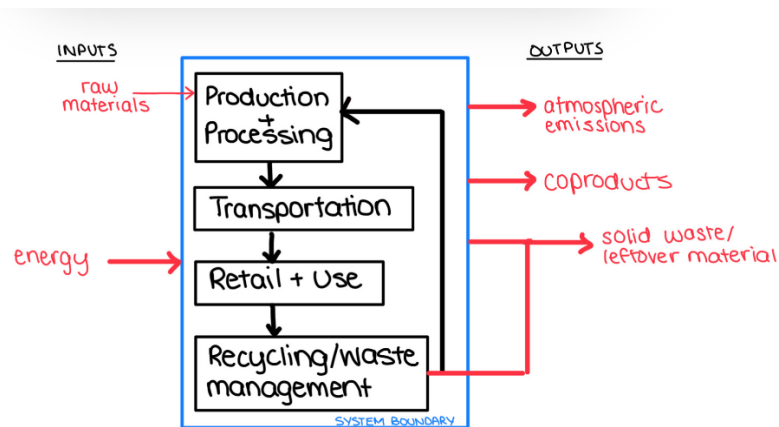 INPUTS
OUTPUTS
raw
materials
Production
+
Processing
atmospheric
emissions
coproducts
Transportation
energy
solid waste/
leftover material
Retail + Use
Recycling/waste
management
SYSTEM BOUNDARY